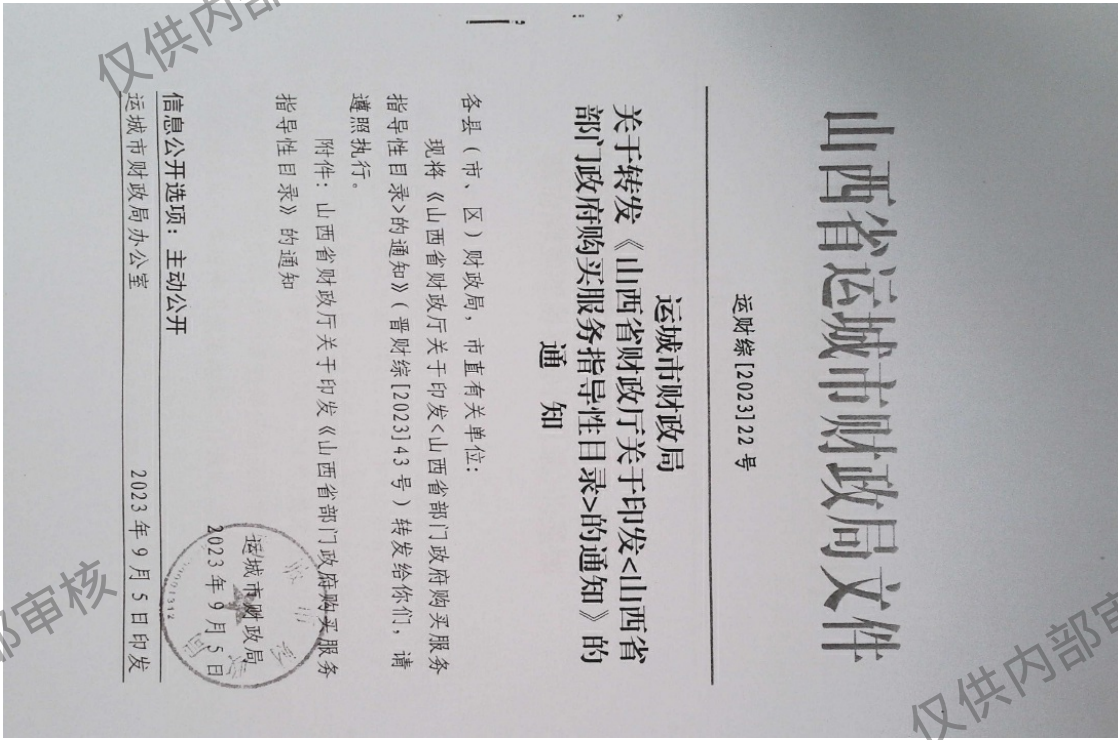 山西省运城市财政局文件
运财综[2023]22号
运城市财政局
关于转发《山西省财政厅关于印发<山西省
部门政府购买服务指导性目录>的通知》的
通 知
各县（市、区）财政局，市直有关单位：
现将《山西省财政厅关于印发<山西省部门政府购买服务
指导性目录>的通知》（晋财综[2023]43号）转发给你们，请
遵照执行。
附件：山西省财政厅关于印发《山西省部门政府购买服务
指导性目录》的通知
运城市财政局
2023年9月5日
信息公开选项：主动公开
运城市财政局办公室 2023年9月5日印发
仅供内部
部审核
仅供内部审